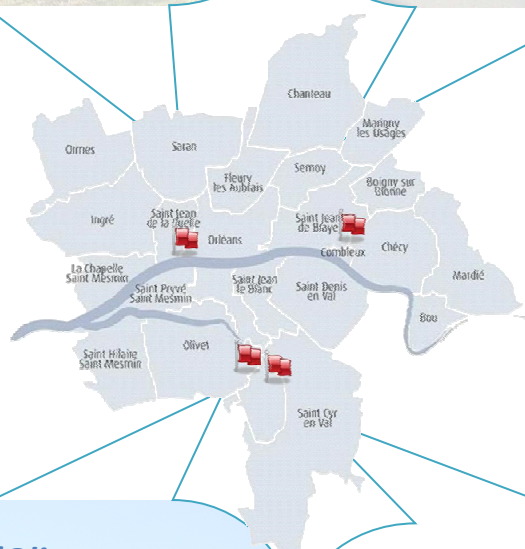 Chanteau
Marigny
les Usages
Ormes
Saran
Semoy
Fleury
les Aubrais
Boigny sur
Bionne
Ingré
Saint Jean
de la Ruelle
Orléans
Saint Jean
de Braye
Combleux
Chécy
Mardié
La Chapelle
Saint Mesmin
Saint Pryvé
Saint Mesmin
Saint Jean
le Blanc
Saint Denis
en Val
Bou
Saint Hilaire
Saint Mesmin
Olivet
Saint Cyr
en Val